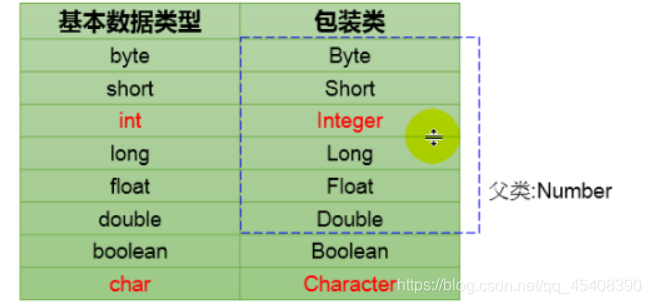 基本数据类型 包装类
byte Byte
short Short
int Integer
long Long
float Float
父类:Number
double Double
boolean Boolean
char Character
https://blog.csdn.net/qq_45408390